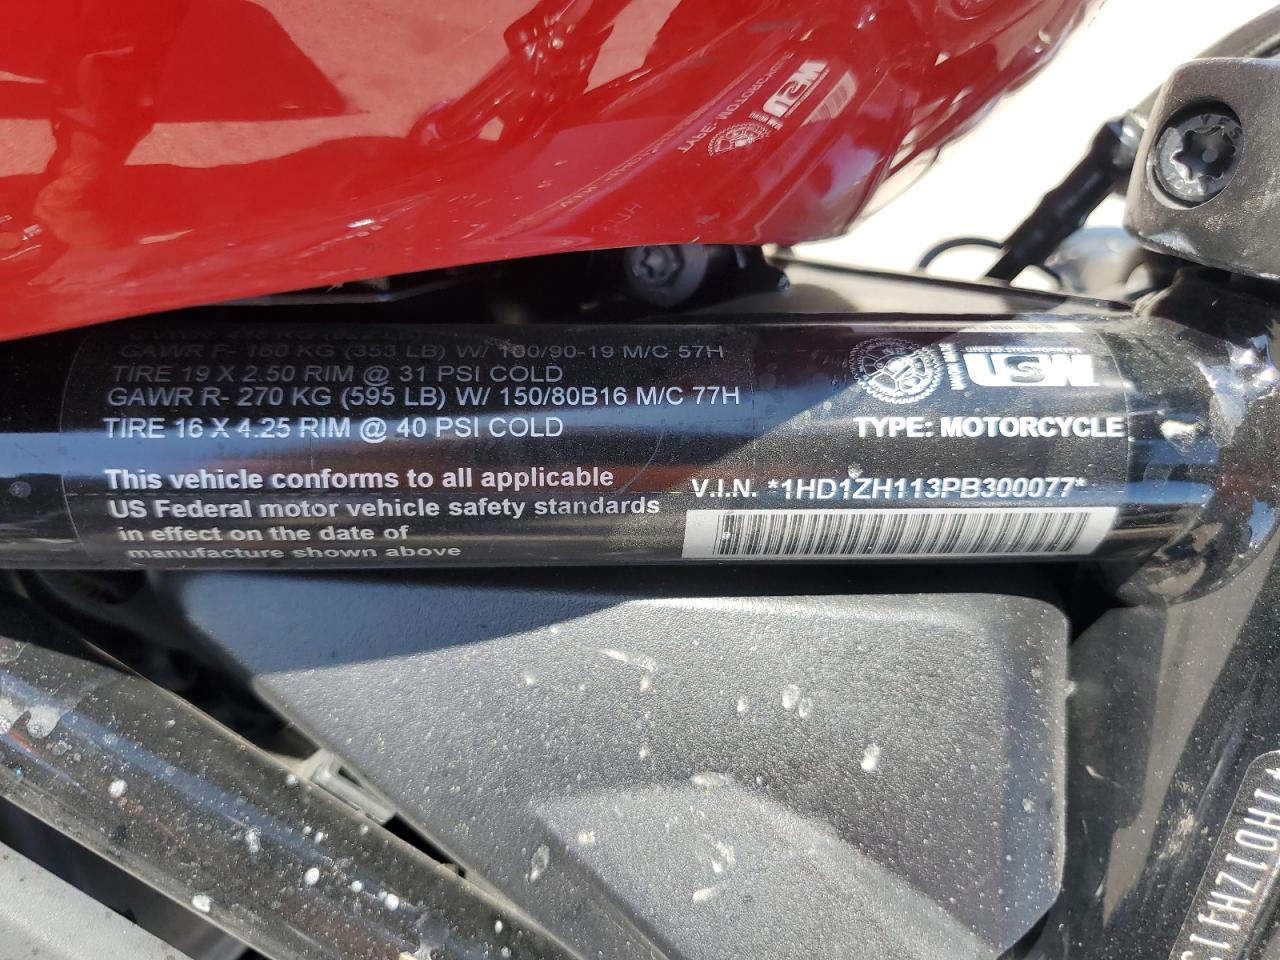 GAWR F- 160 KG (353 LB) W/ 100/90-19 M/C 57H
TIRE 19 X 2.50 RIM @ 31 PSI COLD
GAWR R- 270 KG (595 LB) W/ 150/80B16 M/C 77H
TIRE 16 X 4.25 RIM @ 40 PSI COLD
This vehicle conforms to all applicable
US Federal motor vehicle safety standards
in effect on the date of
manufacture shown above
TYPE: MOTORCYCLE
V.I.N. *1HD1ZH113PB300077*